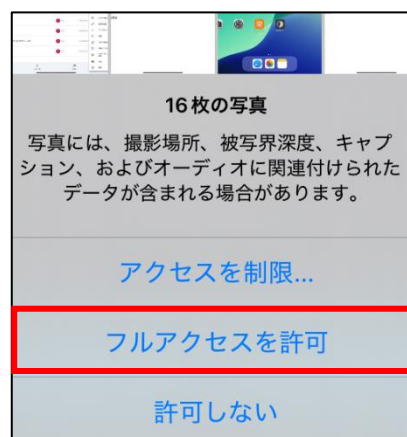 16枚の写真
写真には、撮影場所、被写界深度、キャプ
ション、およびオーディオに関連付けられた
データが含まれる場合があります。
アクセスを制限...
フルアクセスを許可
許可しない